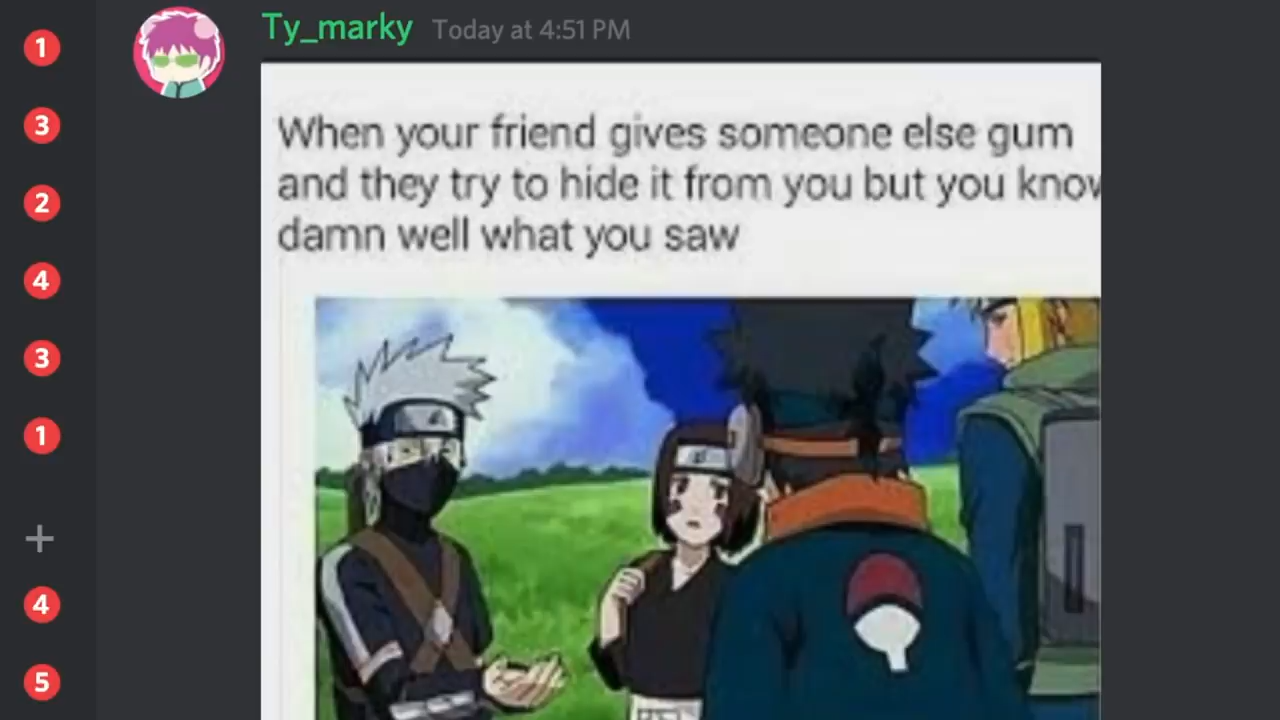 Ty_marky Today at 4:51 PM
When your friend gives someone else gum
and they try to hide it from you but you know
damn well what you saw
1
3
2
4
3
1
+
4
5